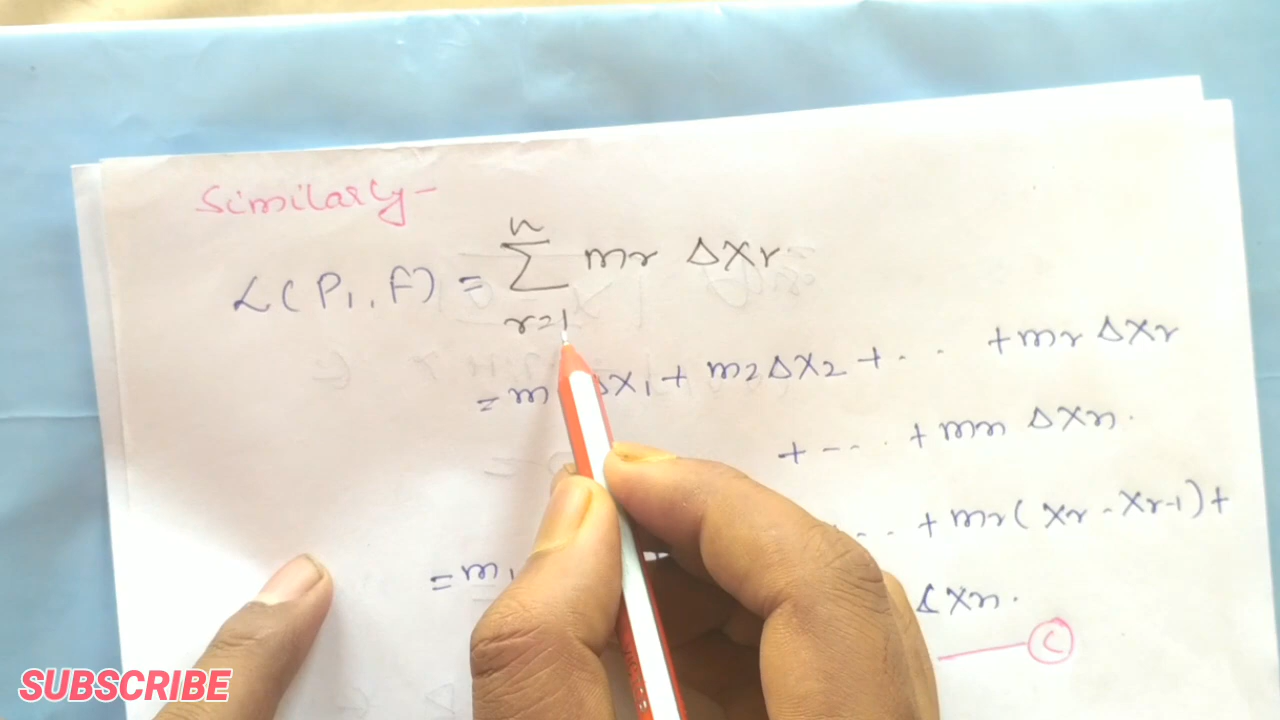 Similarly -
L(P₁, F) = ∑ⁿᵣ₌₁ mr ΔXr
= m ΔX₁ + m2 ΔX2 + -- -- + mr ΔXr
+ --- . + mn ΔXn.
= m₁ -- + mr ( Xr - Xr-1) +
ΔXn.
C
SUBSCRIBE